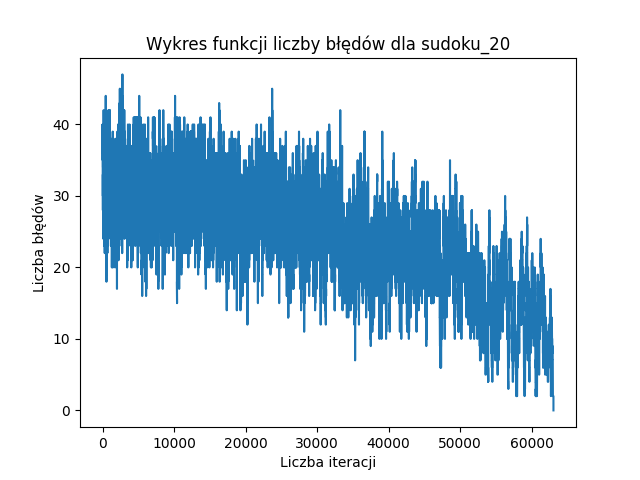 Wykres funkcji liczby błędów dla sudoku_20
Liczba błędów
40
30
20
10
0
0 10000 20000 30000 40000 50000 60000
Liczba iteracji